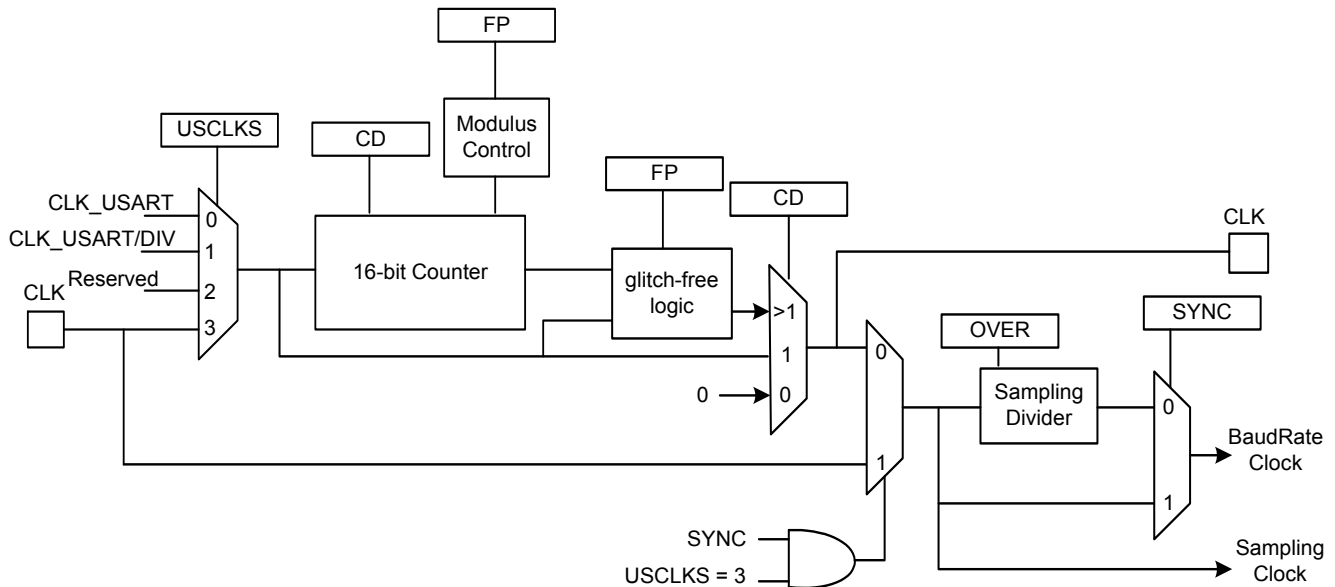 FP
USCLKS
CD
Modulus
Control
FP
CD
CLK_USART
0
CLK_USART/DIV
1
Reserved
2
CLK
3
16-bit Counter
glitch-free
logic
>1
1
0
0
CLK
SYNC
OVER
0
1
Sampling
Divider
0
1
BaudRate
Clock
SYNC
USCLKS = 3
Sampling
Clock